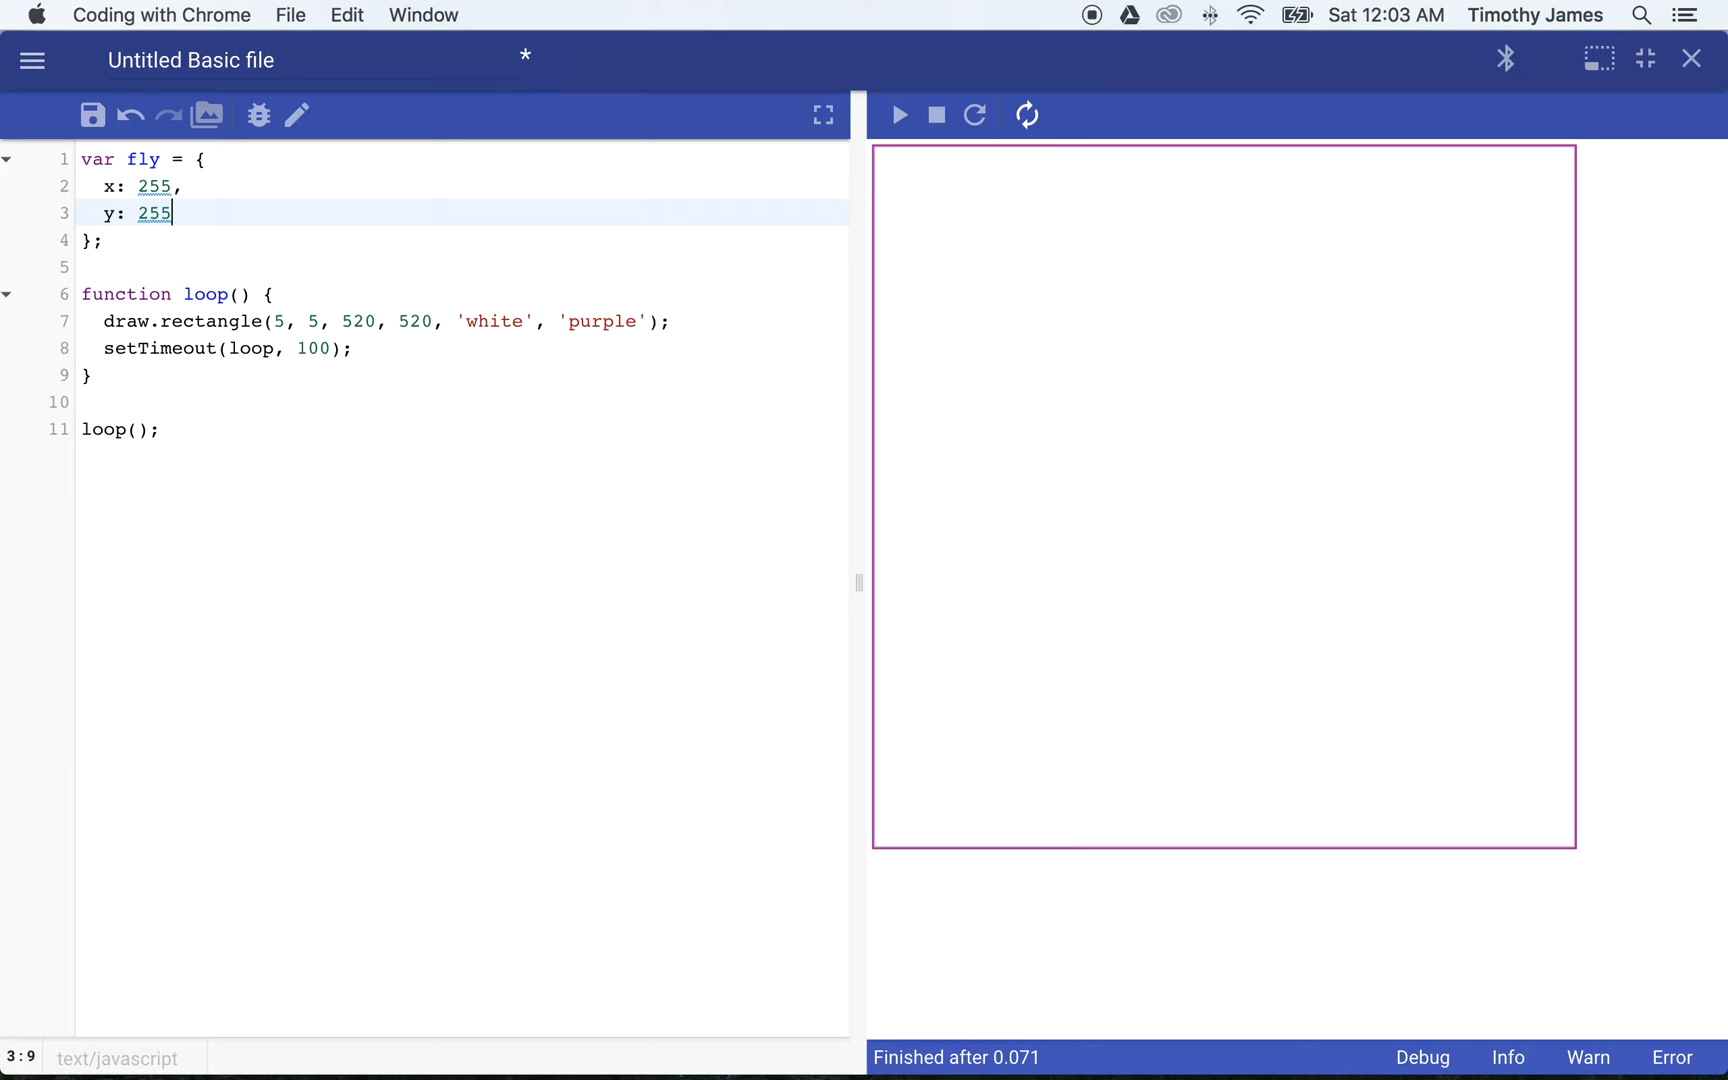 Coding with Chrome File Edit Window Sat 12:03 AM Timothy James
Untitled Basic file *
1 var fly = {
2 x: 255,
3 y: 255
4 };
5
6 function loop() {
7 draw.rectangle(5, 5, 520, 520, 'white', 'purple');
8 setTimeout(loop, 100);
9 }
10
11 loop();
3:9 text/javascript
Finished after 0.071 Debug Info Warn Error